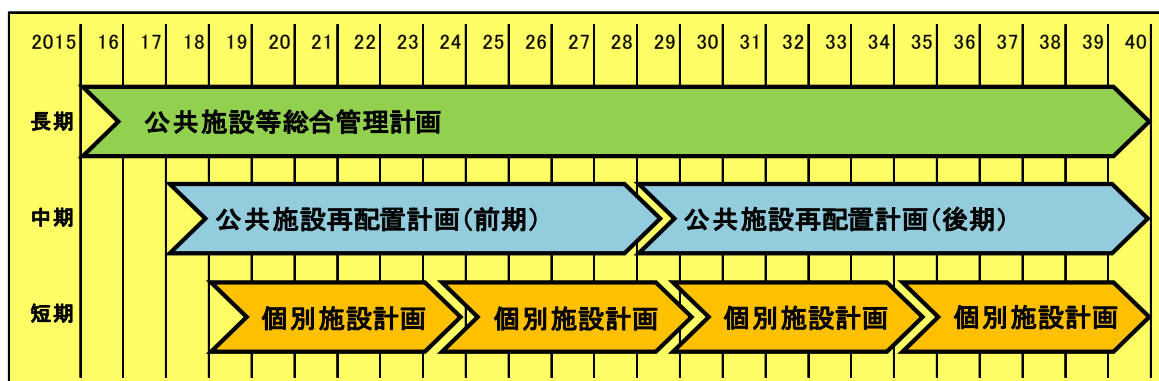 2015 16 17 18 19 20 21 22 23 24 25 26 27 28 29 30 31 32 33 34 35 36 37 38 39 40
長期 公共施設等総合管理計画
中期 公共施設再配置計画(前期) 公共施設再配置計画(後期)
短期 個別施設計画 個別施設計画 個別施設計画 個別施設計画